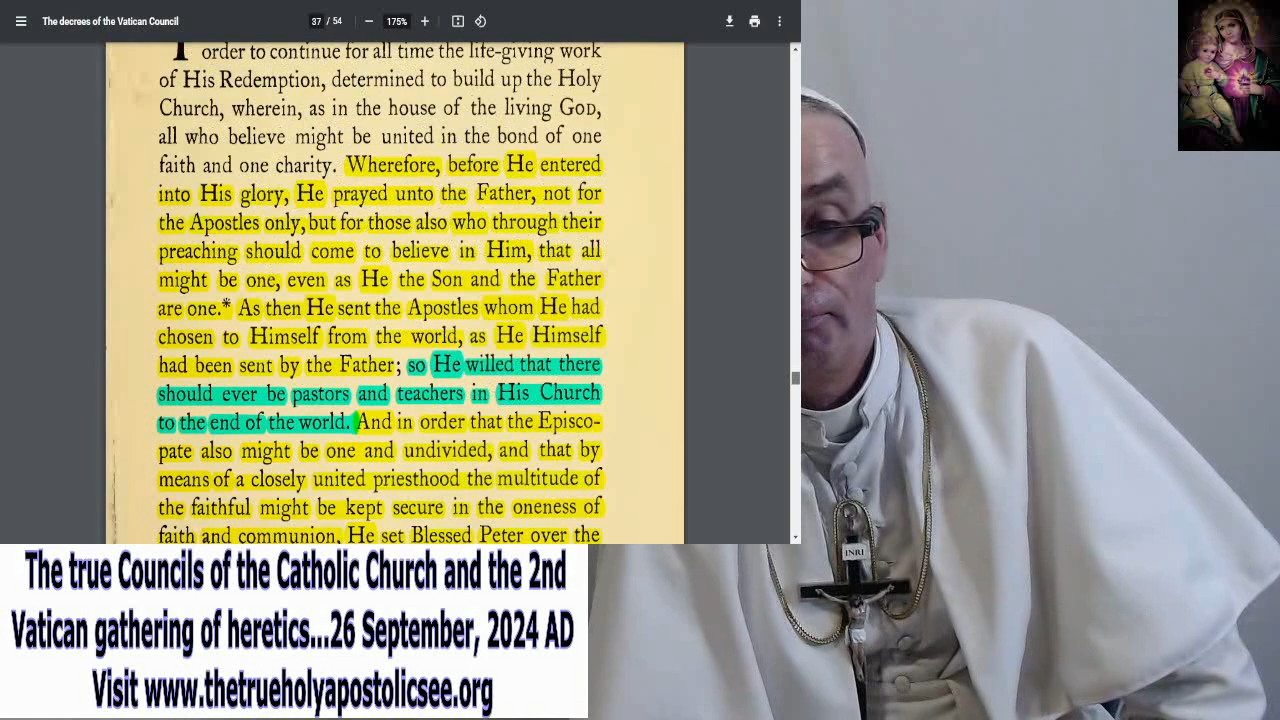 The decrees of the Vatican Council
37 / 54
175%
order to continue for all time the life-giving work
of His Redemption, determined to build up the Holy
Church, wherein, as in the house of the living GOD,
all who believe might be united in the bond of one
faith and one charity. Wherefore, before He entered
into His glory, He prayed unto the Father, not for
the Apostles only, but for those also who through their
preaching should come to believe in Him, that all
might be one, even as He the Son and the Father
are one.* As then He sent the Apostles whom He had
chosen to Himself from the world, as He Himself
had been sent by the Father; so He willed that there
should ever be pastors and teachers in His Church
to the end of the world. And in order that the Episco-
pate also might be one and undivided, and that by
means of a closely united priesthood the multitude of
the faithful might be kept secure in the oneness of
faith and communion, He set Blessed Peter over the
INRI
The true Councils of the Catholic Church and the 2nd
Vatican gathering of heretics...26 September, 2024 AD
Visit www.thetrueholyapostolicsee.org